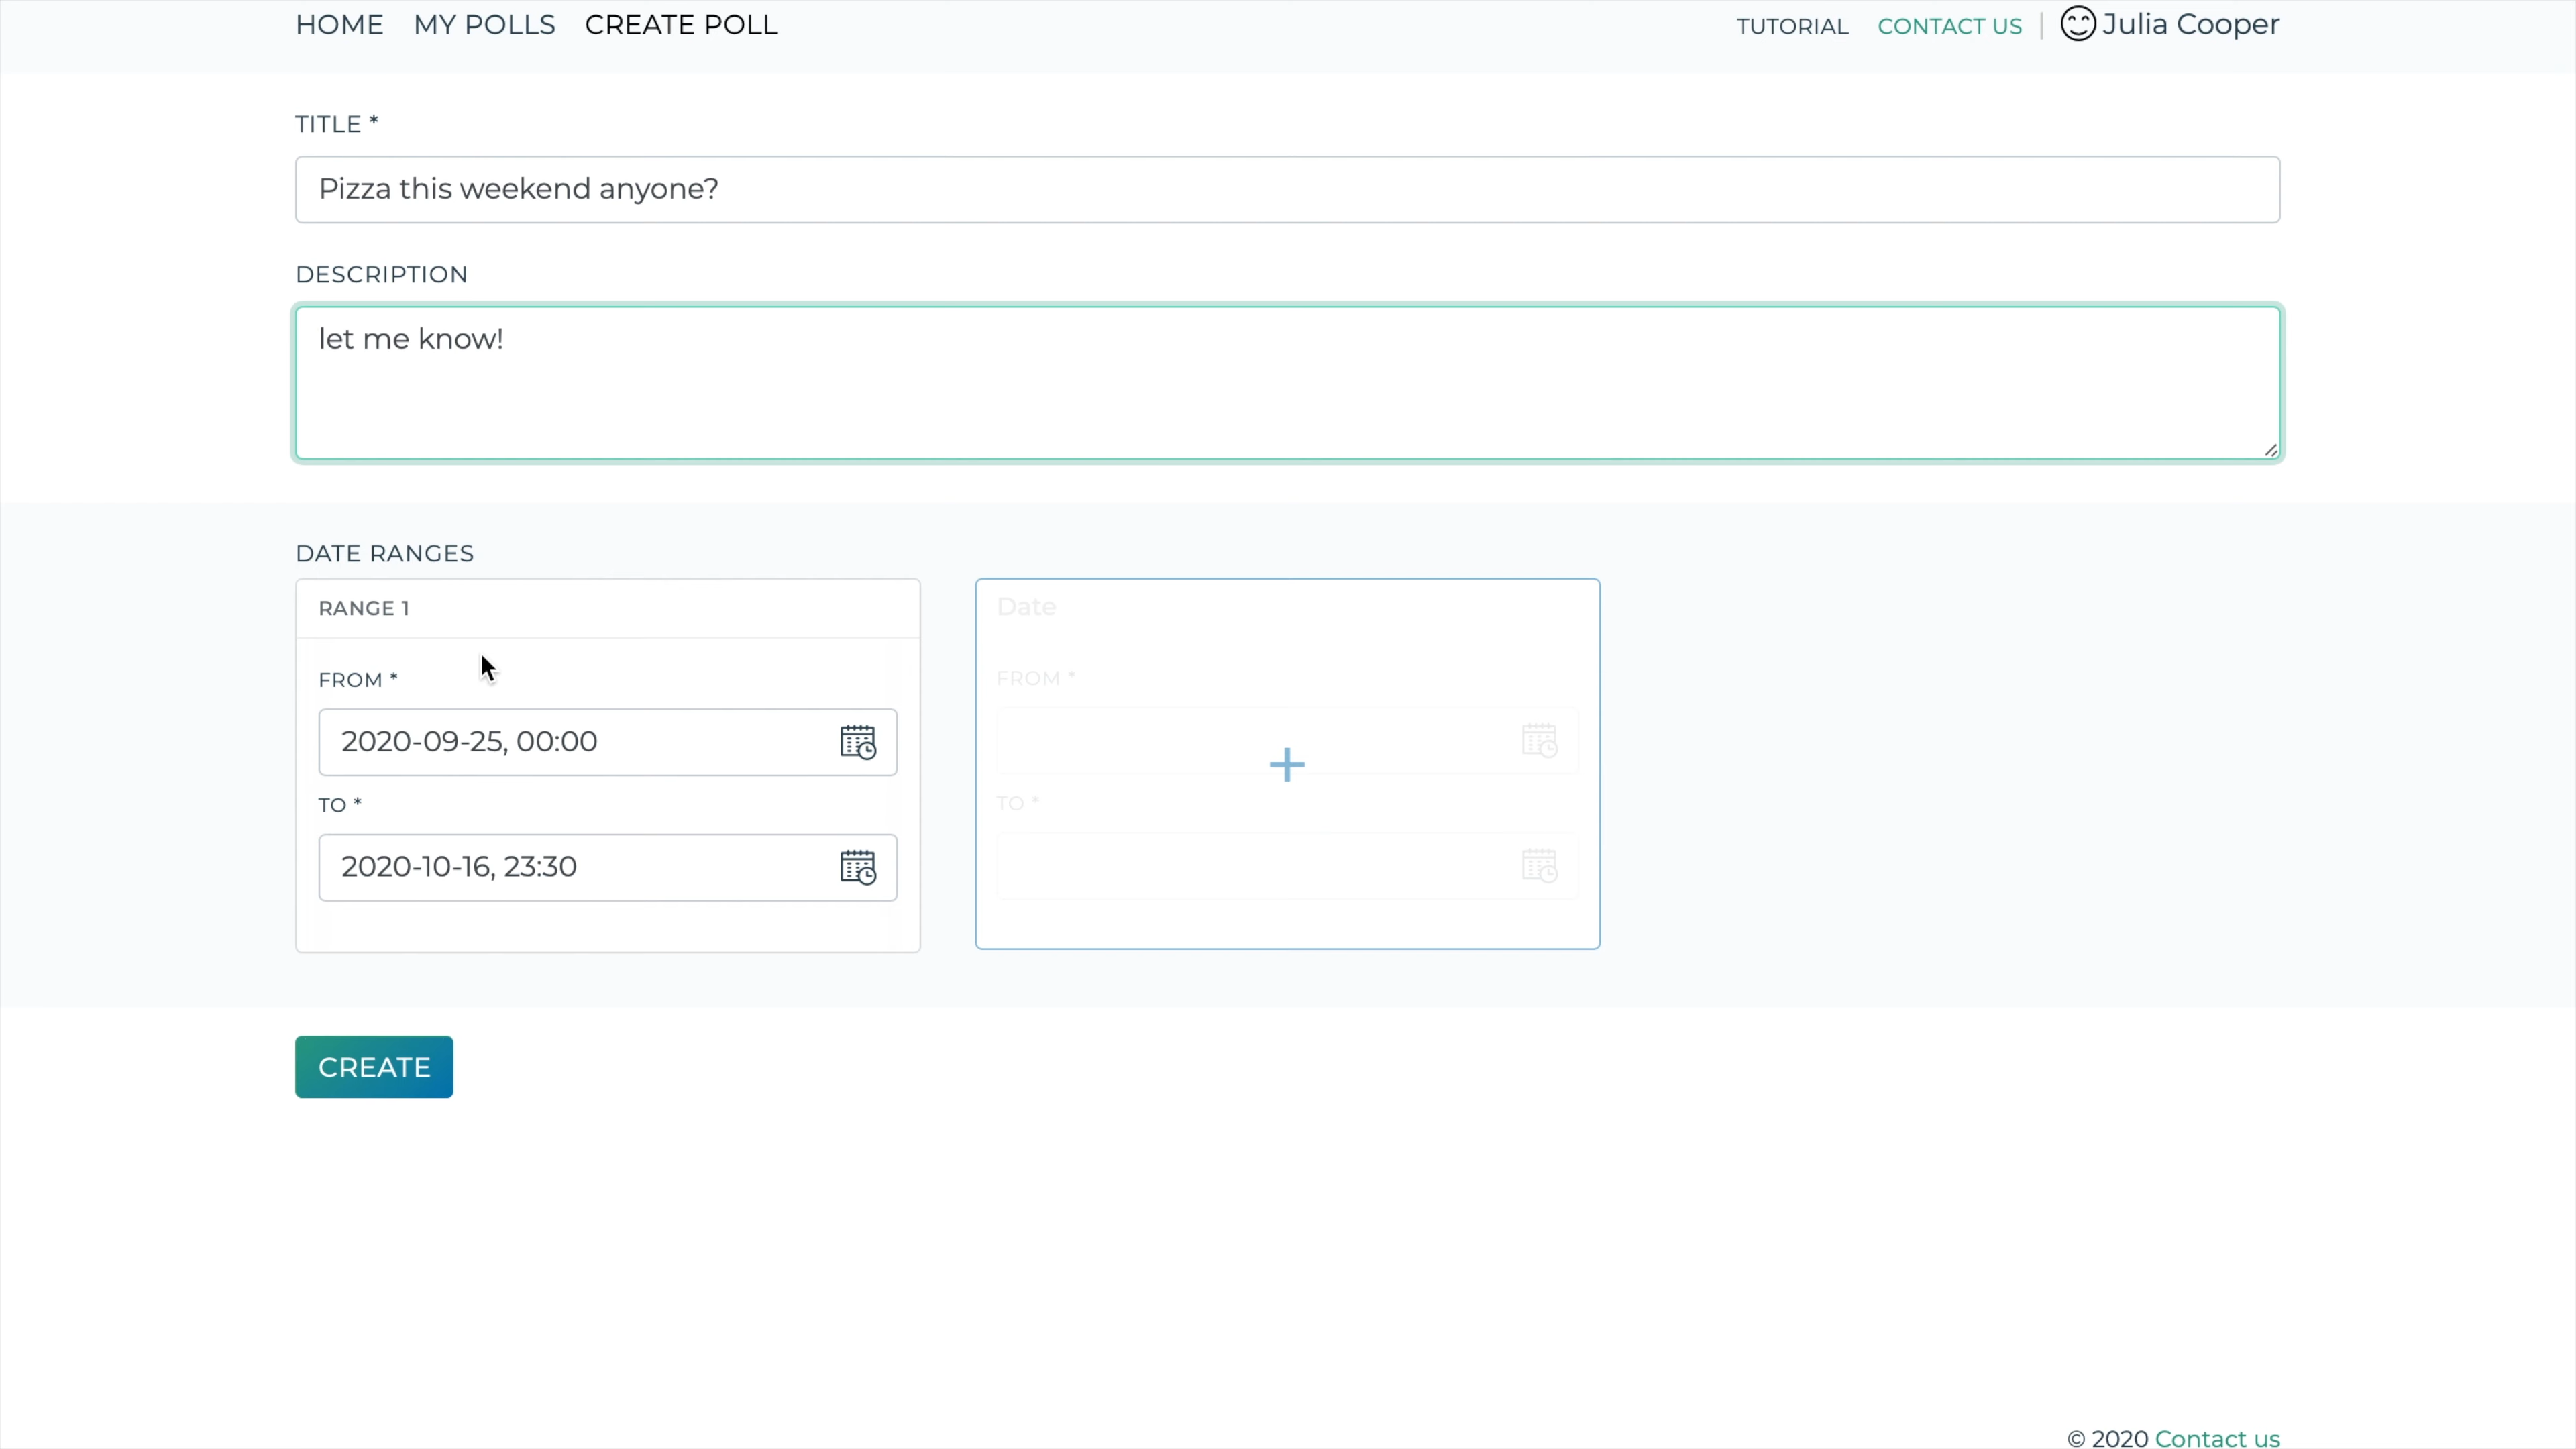 HOME MY POLLS CREATE POLL TUTORIAL CONTACT US | Julia Cooper
TITLE *
Pizza this weekend anyone?
DESCRIPTION
let me know!
DATE RANGES
RANGE 1
FROM *
2020-09-25, 00:00
TO *
2020-10-16, 23:30
Date
FROM *
TO *
CREATE
© 2020 Contact us